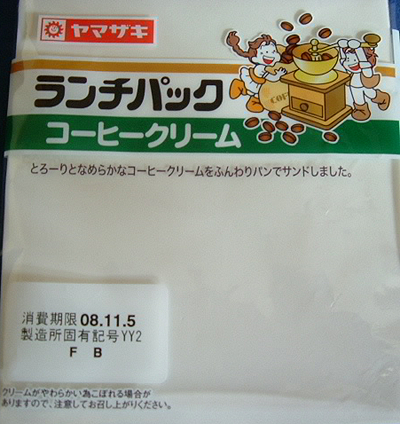 ヤマザキ
ランチパック
コーヒークリーム
COF
とろーりとなめらかなコーヒークリームをふんわりパンでサンドしました。
消費期限 08.11.5
製造所固有記号YY2
F B
クリームがやわらかい為こぼれる場合が
ありますので、注意してお召し上がりください。